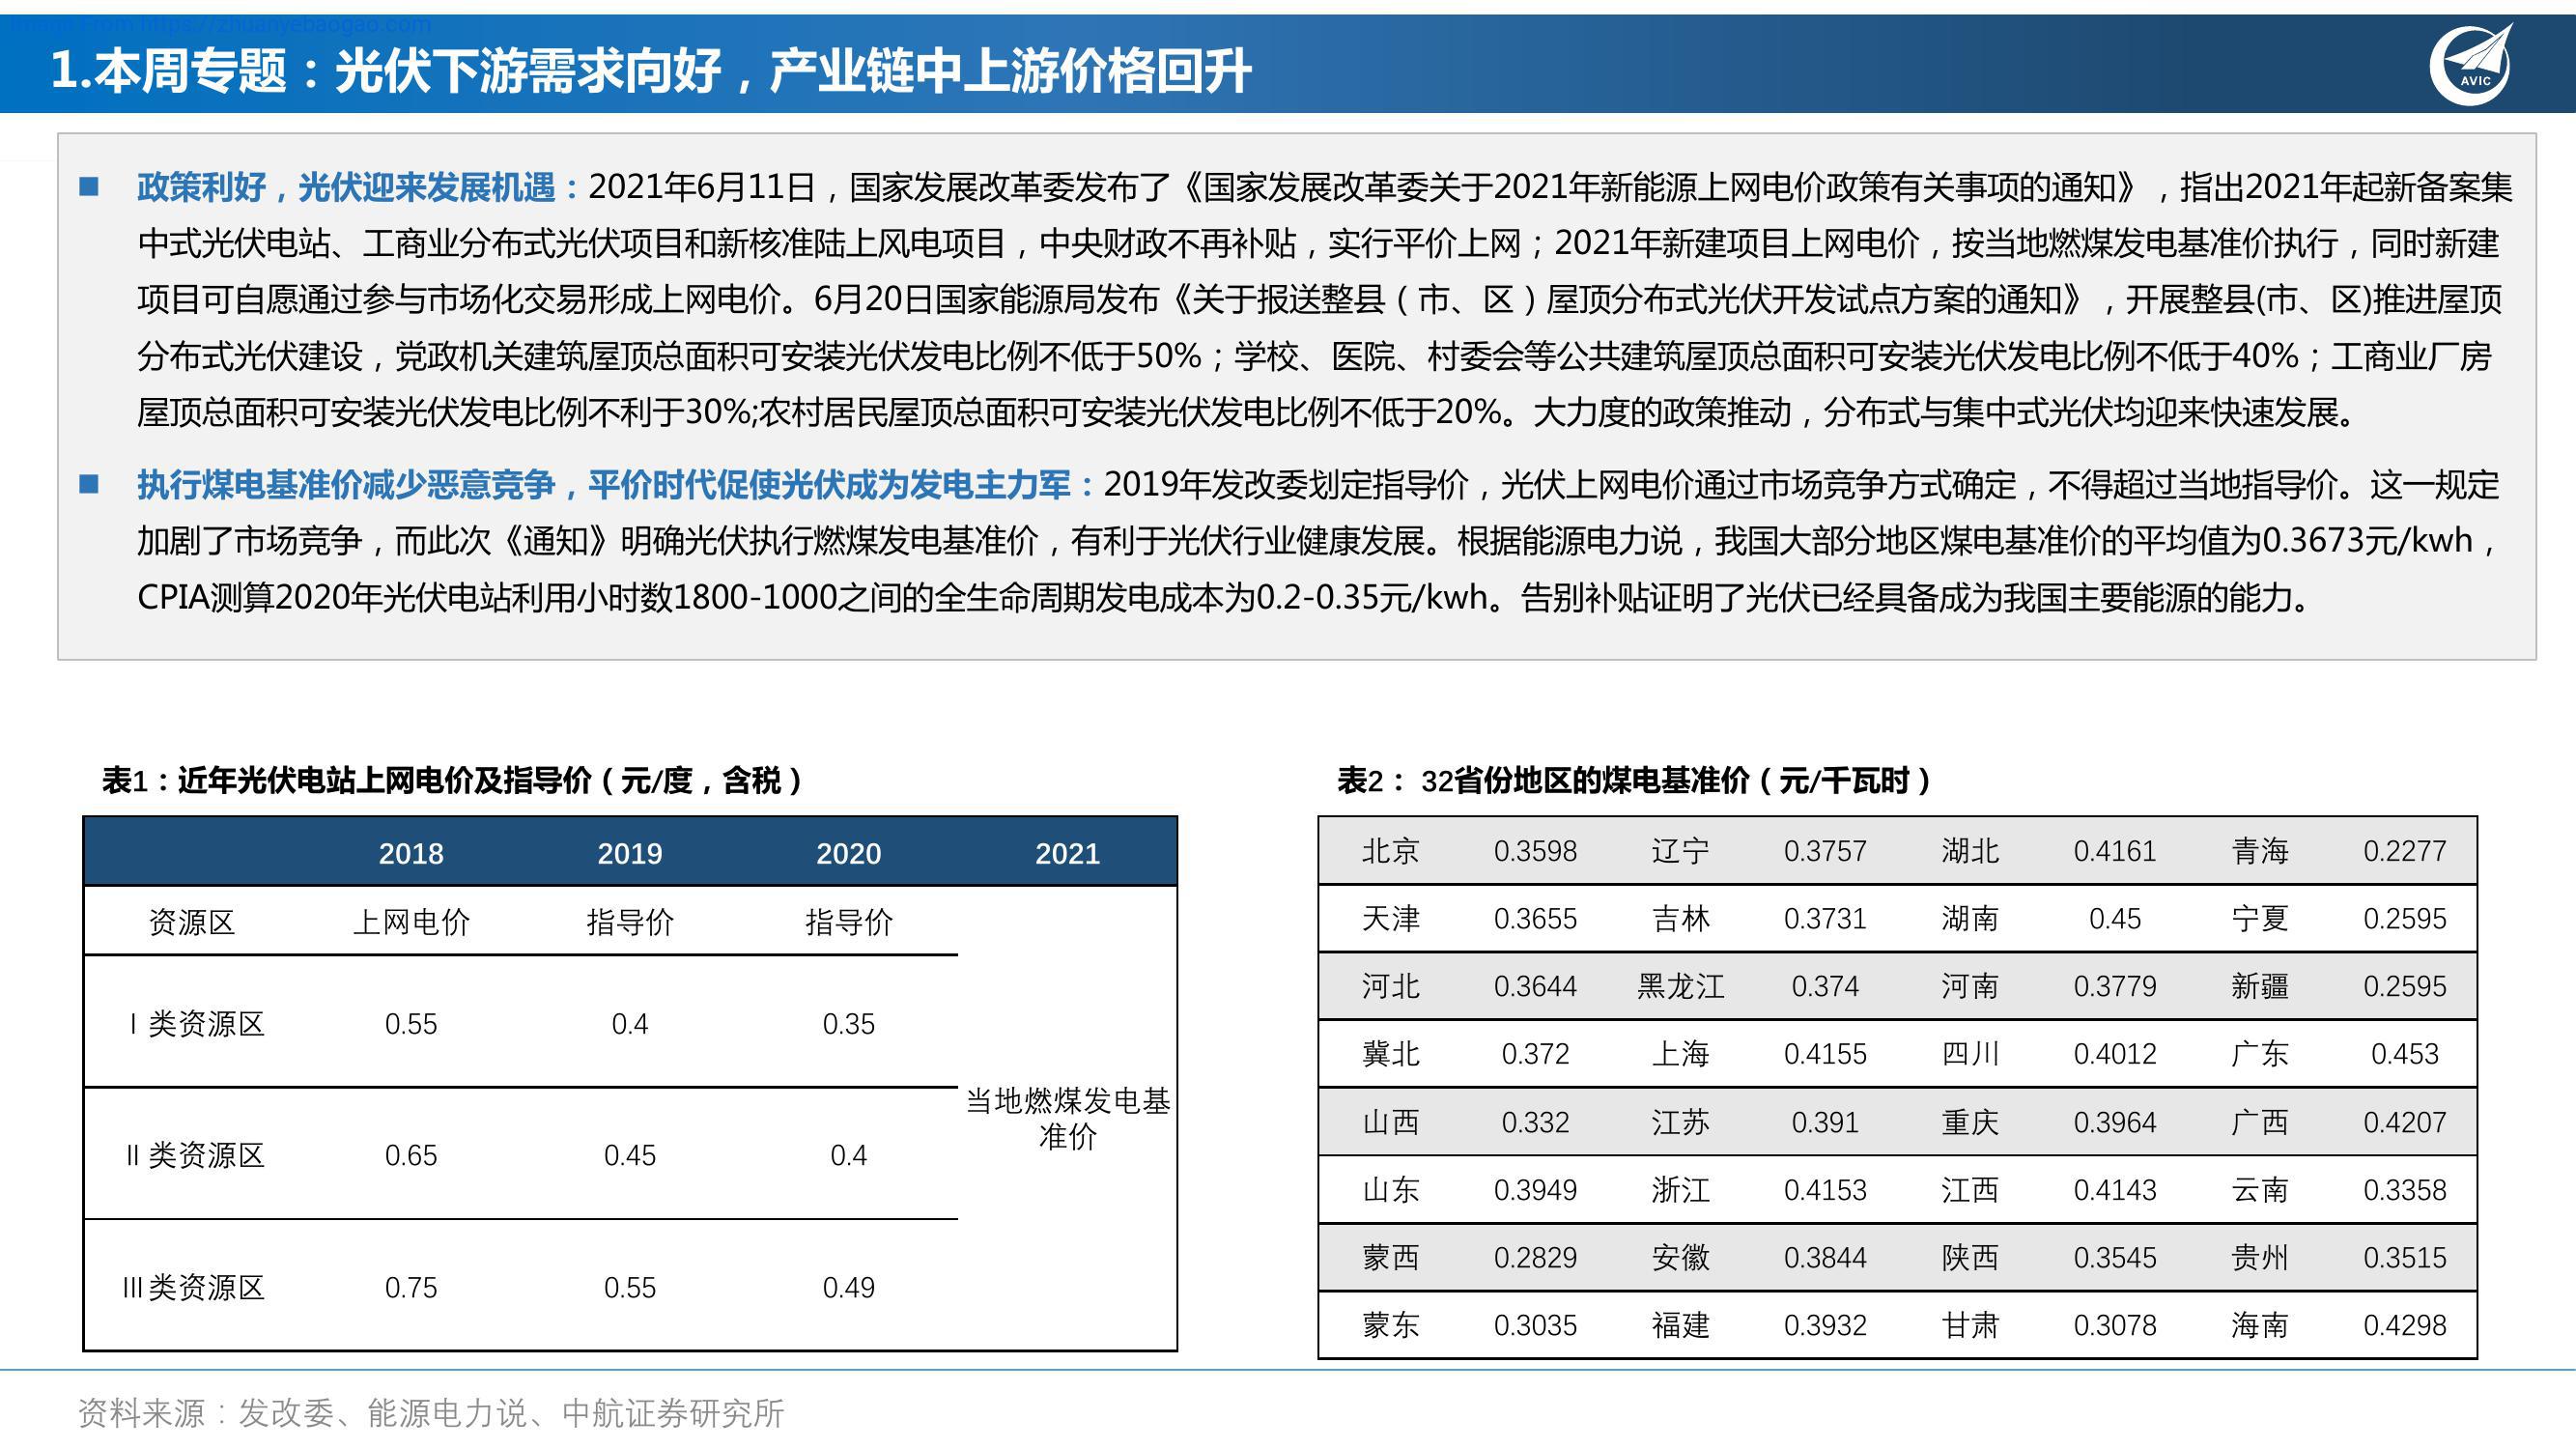 Image From https://zhuanyebaogao.com
1.本周专题：光伏下游需求向好，产业链中上游价格回升
AVIC
■ 政策利好，光伏迎来发展机遇：2021年6月11日，国家发展改革委发布了《国家发展改革委关于2021年新能源上网电价政策有关事项的通知》，指出2021年起新备案集
中式光伏电站、工商业分布式光伏项目和新核准陆上风电项目，中央财政不再补贴，实行平价上网；2021年新建项目上网电价，按当地燃煤发电基准价执行，同时新建
项目可自愿通过参与市场化交易形成上网电价。6月20日国家能源局发布《关于报送整县（市、区）屋顶分布式光伏开发试点方案的通知》，开展整县(市、区)推进屋顶
分布式光伏建设，党政机关建筑屋顶总面积可安装光伏发电比例不低于50%；学校、医院、村委会等公共建筑屋顶总面积可安装光伏发电比例不低于40%；工商业厂房
屋顶总面积可安装光伏发电比例不利于30%;农村居民屋顶总面积可安装光伏发电比例不低于20%。大力度的政策推动，分布式与集中式光伏均迎来快速发展。
■ 执行煤电基准价减少恶意竞争，平价时代促使光伏成为发电主力军：2019年发改委划定指导价，光伏上网电价通过市场竞争方式确定，不得超过当地指导价。这一规定
加剧了市场竞争，而此次《通知》明确光伏执行燃煤发电基准价，有利于光伏行业健康发展。根据能源电力说，我国大部分地区煤电基准价的平均值为0.3673元/kwh，
CPIA测算2020年光伏电站利用小时数1800-1000之间的全生命周期发电成本为0.2-0.35元/kwh。告别补贴证明了光伏已经具备成为我国主要能源的能力。
表1：近年光伏电站上网电价及指导价（元/度，含税）
2018 2019 2020 2021
资源区 上网电价 指导价 指导价
I 类资源区 0.55 0.4 0.35
当地燃煤发电基
准价
II 类资源区 0.65 0.45 0.4
III 类资源区 0.75 0.55 0.49
表2： 32省份地区的煤电基准价（元/千瓦时）
北京 0.3598 辽宁 0.3757 湖北 0.4161 青海 0.2277
天津 0.3655 吉林 0.3731 湖南 0.45 宁夏 0.2595
河北 0.3644 黑龙江 0.374 河南 0.3779 新疆 0.2595
冀北 0.372 上海 0.4155 四川 0.4012 广东 0.453
山西 0.332 江苏 0.391 重庆 0.3964 广西 0.4207
山东 0.3949 浙江 0.4153 江西 0.4143 云南 0.3358
蒙西 0.2829 安徽 0.3844 陕西 0.3545 贵州 0.3515
蒙东 0.3035 福建 0.3932 甘肃 0.3078 海南 0.4298
资料来源：发改委、能源电力说、中航证券研究所